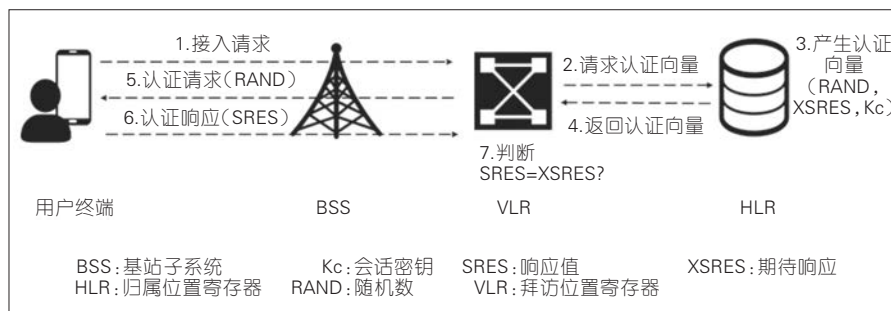 1.接入请求
5.认证请求(RAND)
6.认证响应(SRES)
2.请求认证向量
4.返回认证向量
3.产生认证
向量
(RAND,
XSRES,Kc)
7.判断
SRES=XSRES?
用户终端 BSS VLR HLR
BSS:基站子系统 Kc:会话密钥 SRES:响应值 XSRES:期待响应
HLR:归属位置寄存器 RAND:随机数 VLR:拜访位置寄存器